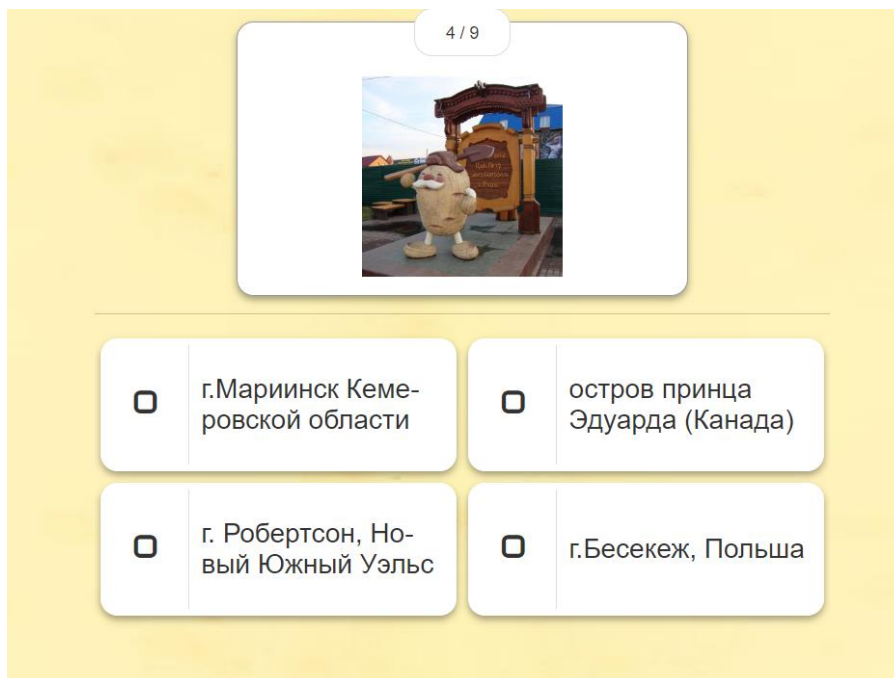 4 / 9
г.Мариинск Кеме-
ровской области
остров принца
Эдуарда (Канада)
г. Робертсон, Но-
вый Южный Уэльс
г.Бесекеж, Польша